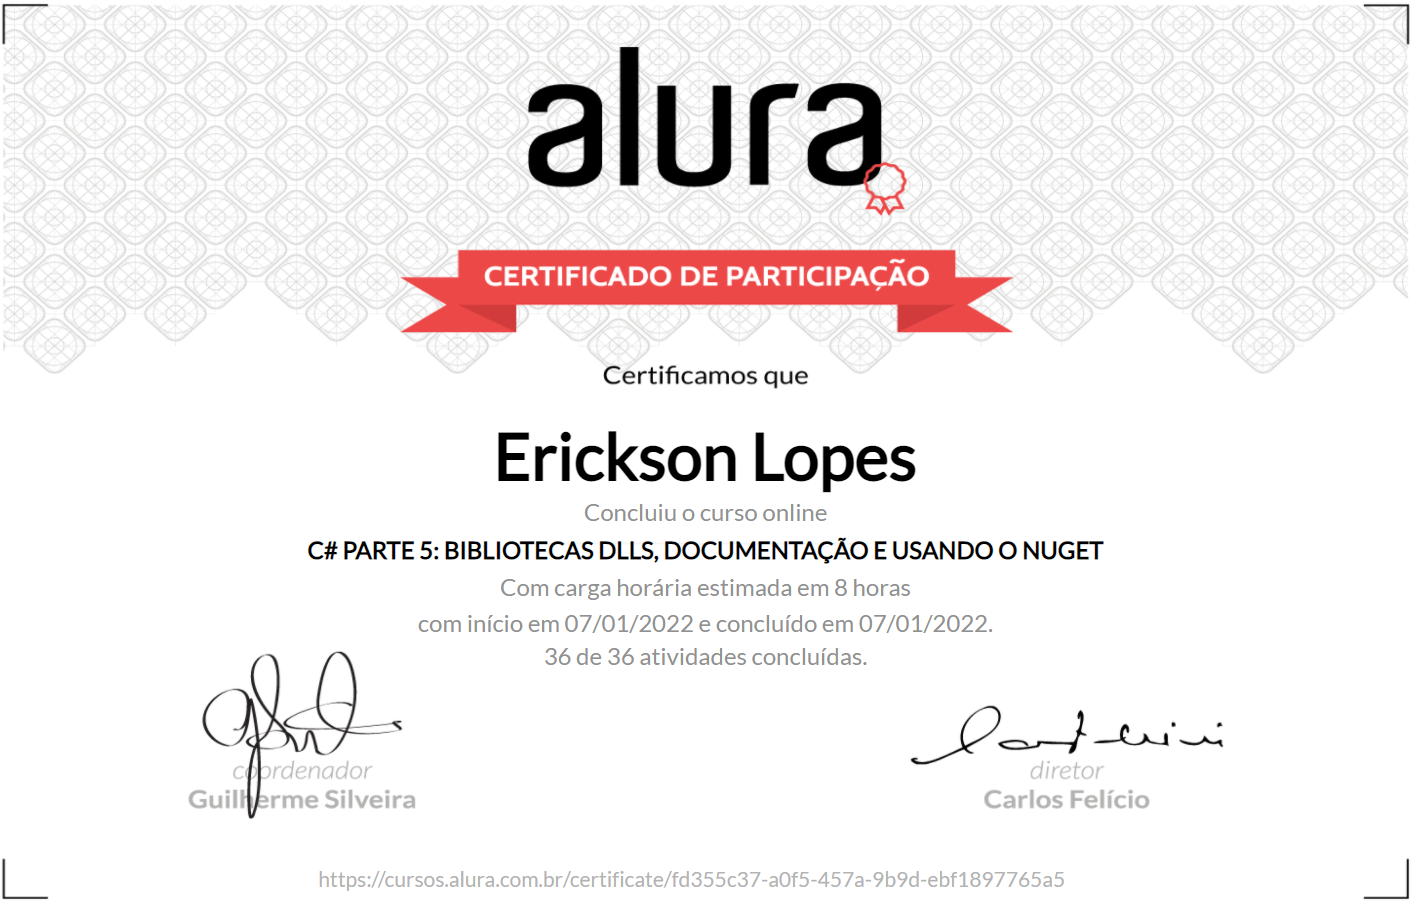 alura
CERTIFICADO DE PARTICIPAÇÃO
Certificamos que
Erickson Lopes
Concluiu o curso online
C# PARTE 5: BIBLIOTECAS DLLS, DOCUMENTAÇÃO E USANDO O NUGET
Com carga horária estimada em 8 horas
com início em 07/01/2022 e concluído em 07/01/2022.
36 de 36 atividades concluídas.
coordenador
Guilherme Silveira
diretor
Carlos Felício
https://cursos.alura.com.br/certificate/fd355c37-a0f5-457a-9b9d-ebf1897765a5